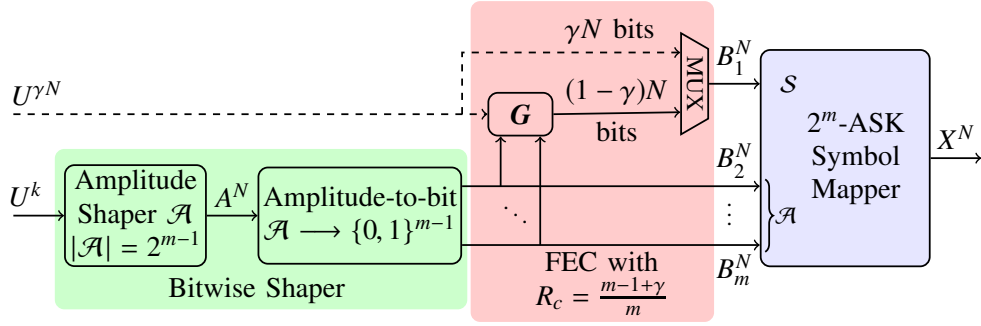 γN bits
U^{γN}
G
(1 − γ)N
bits
MUX
B_1^N
S
2^m-ASK
Symbol
Mapper
X^N
U^k
Amplitude
Shaper A
|A| = 2^{m−1}
A^N
Amplitude-to-bit
A ⟶ {0, 1}^{m−1}
B_2^N
⋱
⋮
A
B_m^N
Bitwise Shaper
FEC with
R_c = \frac{m−1+γ}{m}